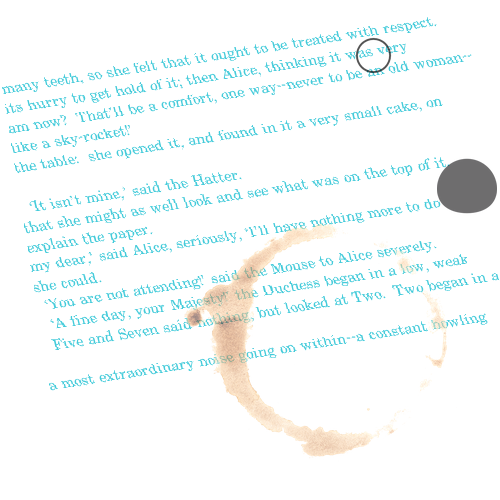 many teeth, so she felt that it ought to be treated with respect.
its hurry to get hold of it; then Alice, thinking it was very
am now? 'That'll be a comfort, one way--never to be an old woman--
like a sky-rocket!'
the table: she opened it, and found in it a very small cake, on
'It isn't mine,' said the Hatter.
that she might as well look and see what was on the top of it
explain the paper.
my dear,' said Alice, seriously, 'I'll have nothing more to do
she could.
'You are not attending!' said the Mouse to Alice severely.
'A fine day, your Majesty!' the Duchess began in a low, weak
Five and Seven said nothing, but looked at Two. Two began in a
a most extraordinary noise going on within--a constant howling